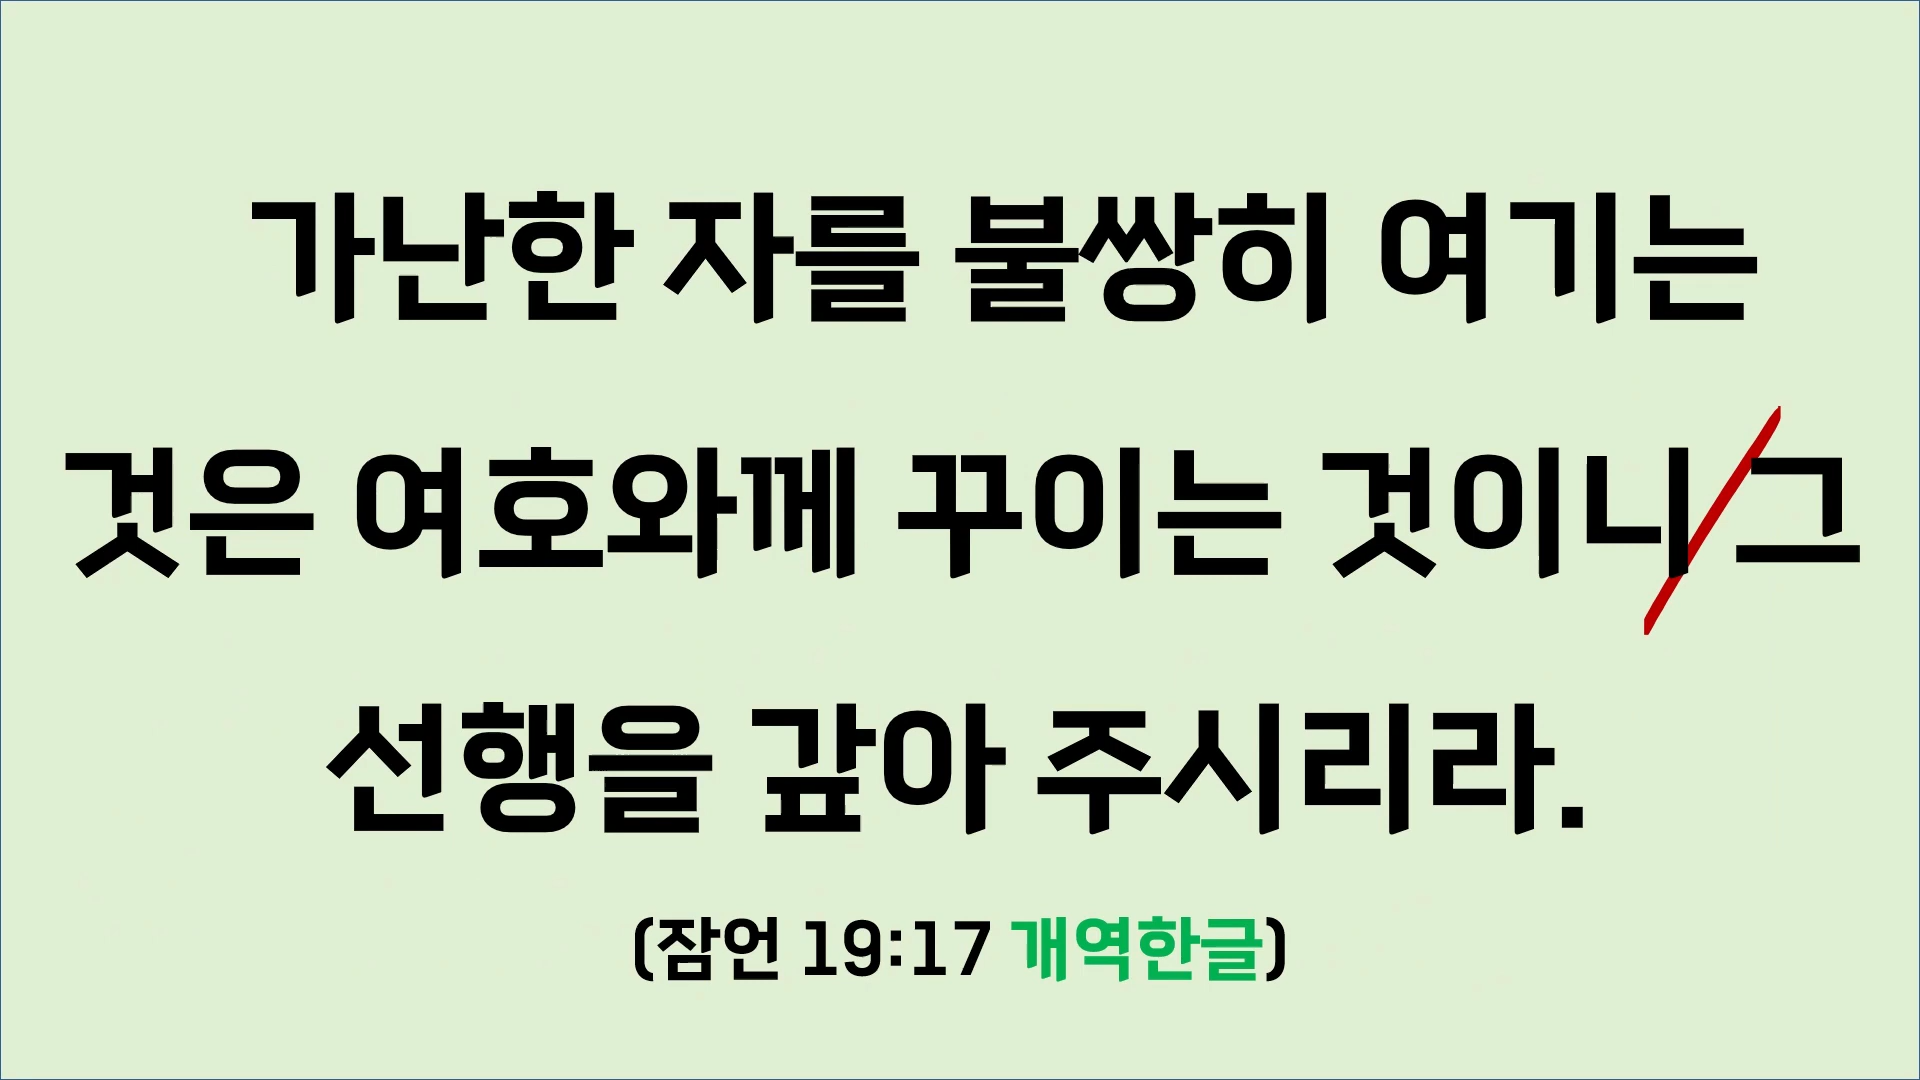 가난한 자를 불쌍히 여기는
것은 여호와께 꾸이는 것이니/그
선행을 갚아 주시리라.
(잠언 19:17 개역한글)